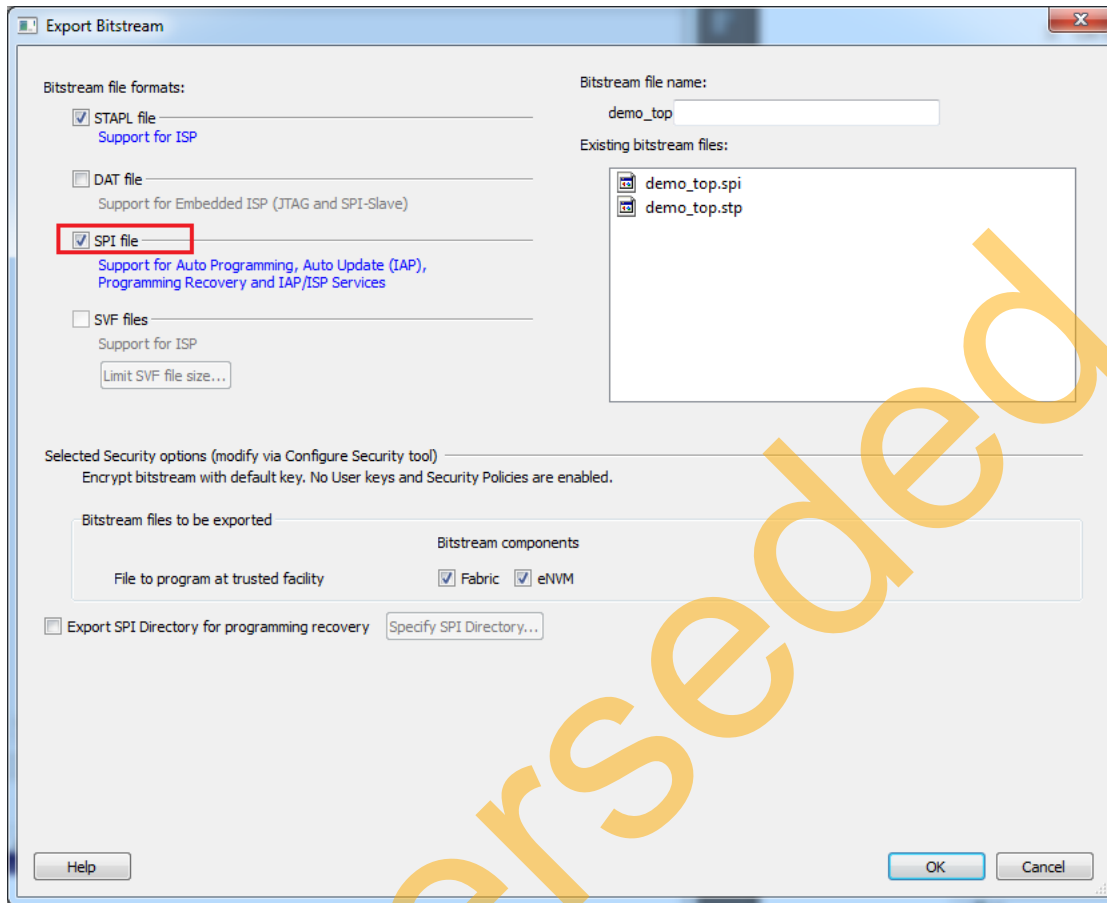 Export Bitstream
Bitstream file formats:
STAPL file
Support for ISP
DAT file
Support for Embedded ISP (JTAG and SPI-Slave)
SPI file
Support for Auto Programming, Auto Update (IAP),
Programming Recovery and IAP/ISP Services
SVF files
Support for ISP
Limit SVF file size...
Bitstream file name:
demo_top
Existing bitstream files:
demo_top.spi
demo_top.stp
Selected Security options (modify via Configure Security tool)
Encrypt bitstream with default key. No User keys and Security Policies are enabled.
Bitstream files to be exported
Bitstream components
File to program at trusted facility
Fabric
eNVM
Export SPI Directory for programming recovery
Specify SPI Directory...
Help
OK
Cancel
erseded